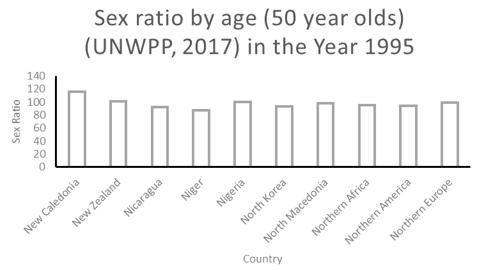 Sex ratio by age (50 year olds)
(UNWPP, 2017) in the Year 1995
140
120
100
80
60
40
20
0
Sex Ratio
New Caledonia
New Zealand
Nicaragua
Niger
Nigeria
North Korea
North Macedonia
Northern Africa
Northern America
Northern Europe
Country